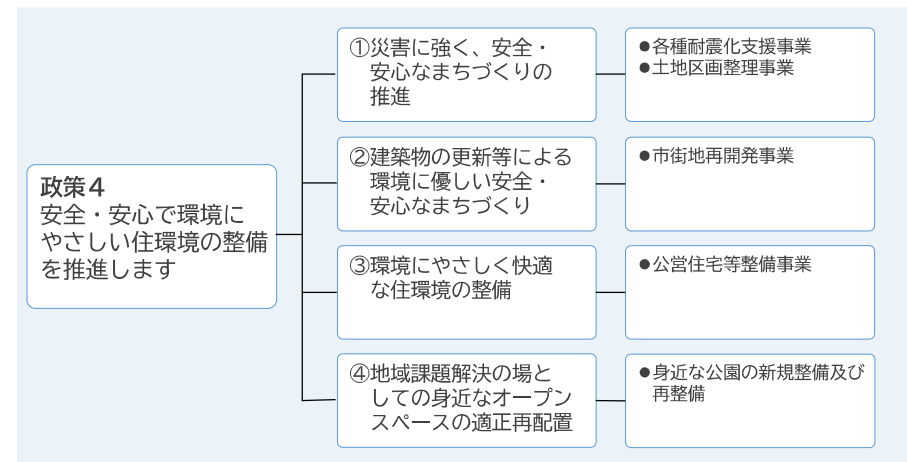 政策4
安全・安心で環境に
やさしい住環境の整備
を推進します
①災害に強く、安全・
安心なまちづくりの
推進
●各種耐震化支援事業
●土地区画整理事業
②建築物の更新等による
環境に優しい安全・
安心なまちづくり
●市街地再開発事業
③環境にやさしく快適
な住環境の整備
●公営住宅等整備事業
④地域課題解決の場と
しての身近なオープン
スペースの適正再配置
●身近な公園の新規整備及び
再整備